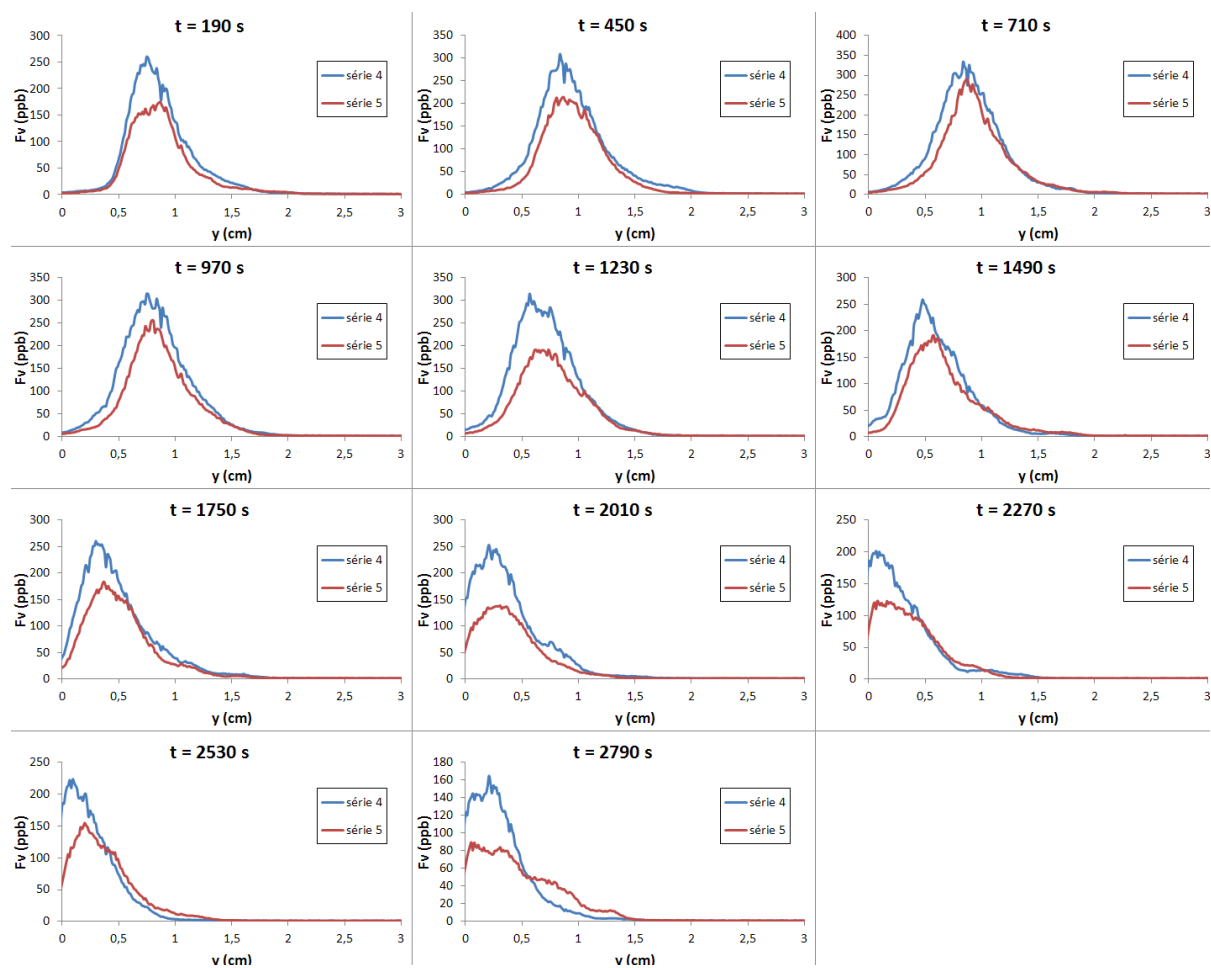 t = 190 s
Fv (ppb)
300
250
200
150
100
50
0
0 0,5 1 1,5 2 2,5 3
y (cm)
série 4
série 5
t = 450 s
Fv (ppb)
350
300
250
200
150
100
50
0
0 0,5 1 1,5 2 2,5 3
y (cm)
série 4
série 5
t = 710 s
Fv (ppb)
400
350
300
250
200
150
100
50
0
0 0,5 1 1,5 2 2,5 3
y (cm)
série 4
série 5
t = 970 s
Fv (ppb)
350
300
250
200
150
100
50
0
0 0,5 1 1,5 2 2,5 3
y (cm)
série 4
série 5
t = 1230 s
Fv (ppb)
350
300
250
200
150
100
50
0
0 0,5 1 1,5 2 2,5 3
y (cm)
série 4
série 5
t = 1490 s
Fv (ppb)
300
250
200
150
100
50
0
0 0,5 1 1,5 2 2,5 3
y (cm)
série 4
série 5
t = 1750 s
Fv (ppb)
300
250
200
150
100
50
0
0 0,5 1 1,5 2 2,5 3
y (cm)
série 4
série 5
t = 2010 s
Fv (ppb)
300
250
200
150
100
50
0
0 0,5 1 1,5 2 2,5 3
y (cm)
série 4
série 5
t = 2270 s
Fv (ppb)
250
200
150
100
50
0
0 0,5 1 1,5 2 2,5 3
y (cm)
série 4
série 5
t = 2530 s
Fv (ppb)
250
200
150
100
50
0
0 0,5 1 1,5 2 2,5 3
y (cm)
série 4
série 5
t = 2790 s
Fv (ppb)
180
160
140
120
100
80
60
40
20
0
0 0,5 1 1,5 2 2,5 3
y (cm)
série 4
série 5